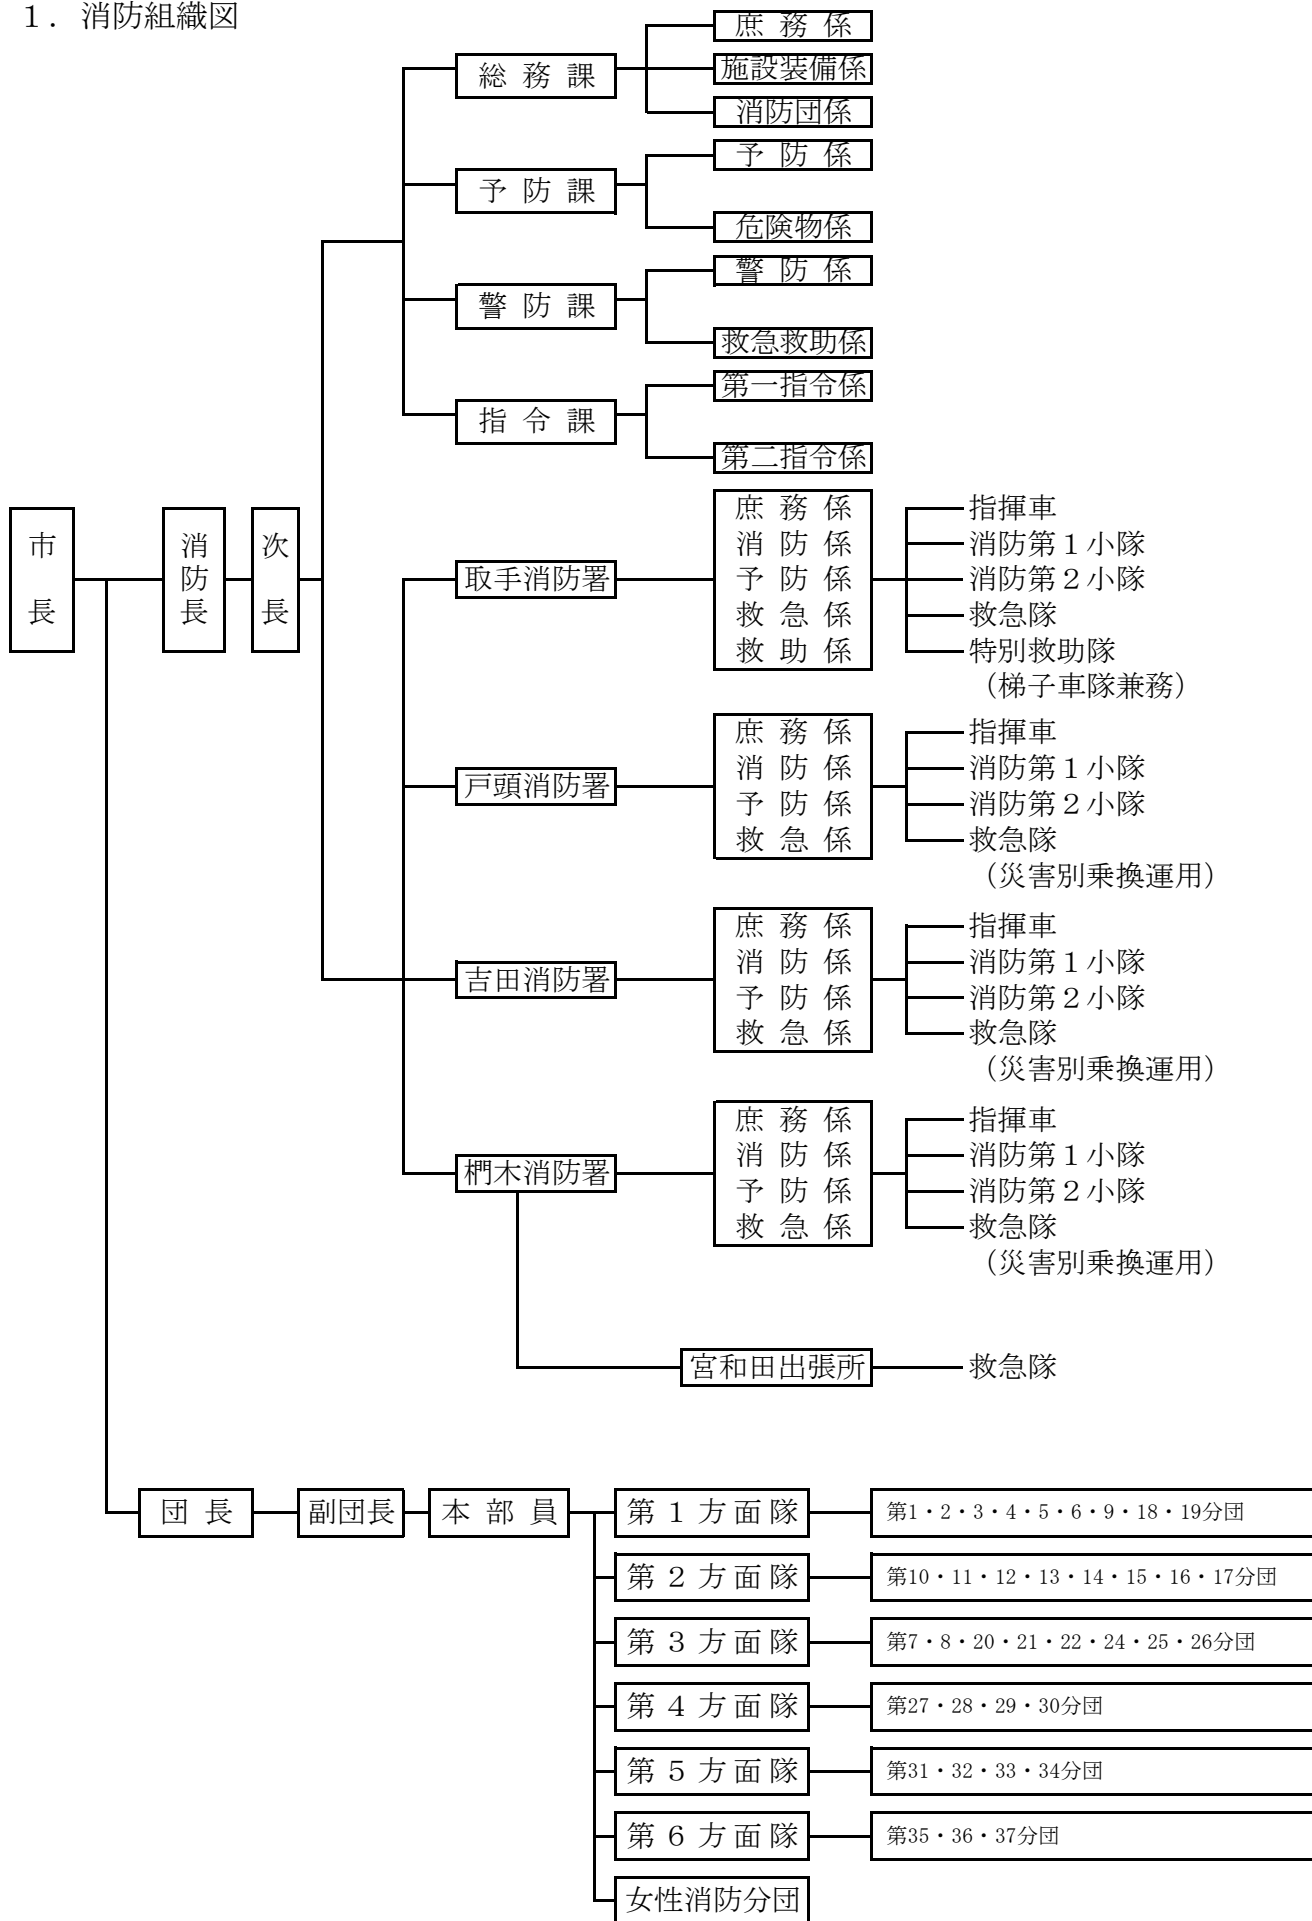 １．消防組織図
庶務係
総務課
施設装備係
消防団係
予防係
予防課
危険物係
警防係
警防課
救急救助係
第一指令係
指令課
第二指令係
市長
消防長
次長
取手消防署
庶務係
消防係
予防係
救急係
救助係
指揮車
消防第１小隊
消防第２小隊
救急隊
特別救助隊
（梯子車隊兼務）
戸頭消防署
庶務係
消防係
予防係
救急係
指揮車
消防第１小隊
消防第２小隊
救急隊
（災害別乗換運用）
吉田消防署
庶務係
消防係
予防係
救急係
指揮車
消防第１小隊
消防第２小隊
救急隊
（災害別乗換運用）
椚木消防署
庶務係
消防係
予防係
救急係
指揮車
消防第１小隊
消防第２小隊
救急隊
（災害別乗換運用）
宮和田出張所
救急隊
団長
副団長
本部員
第１方面隊
第1・2・3・4・5・6・9・18・19分団
第２方面隊
第10・11・12・13・14・15・16・17分団
第３方面隊
第7・8・20・21・22・24・25・26分団
第４方面隊
第27・28・29・30分団
第５方面隊
第31・32・33・34分団
第６方面隊
第35・36・37分団
女性消防分団